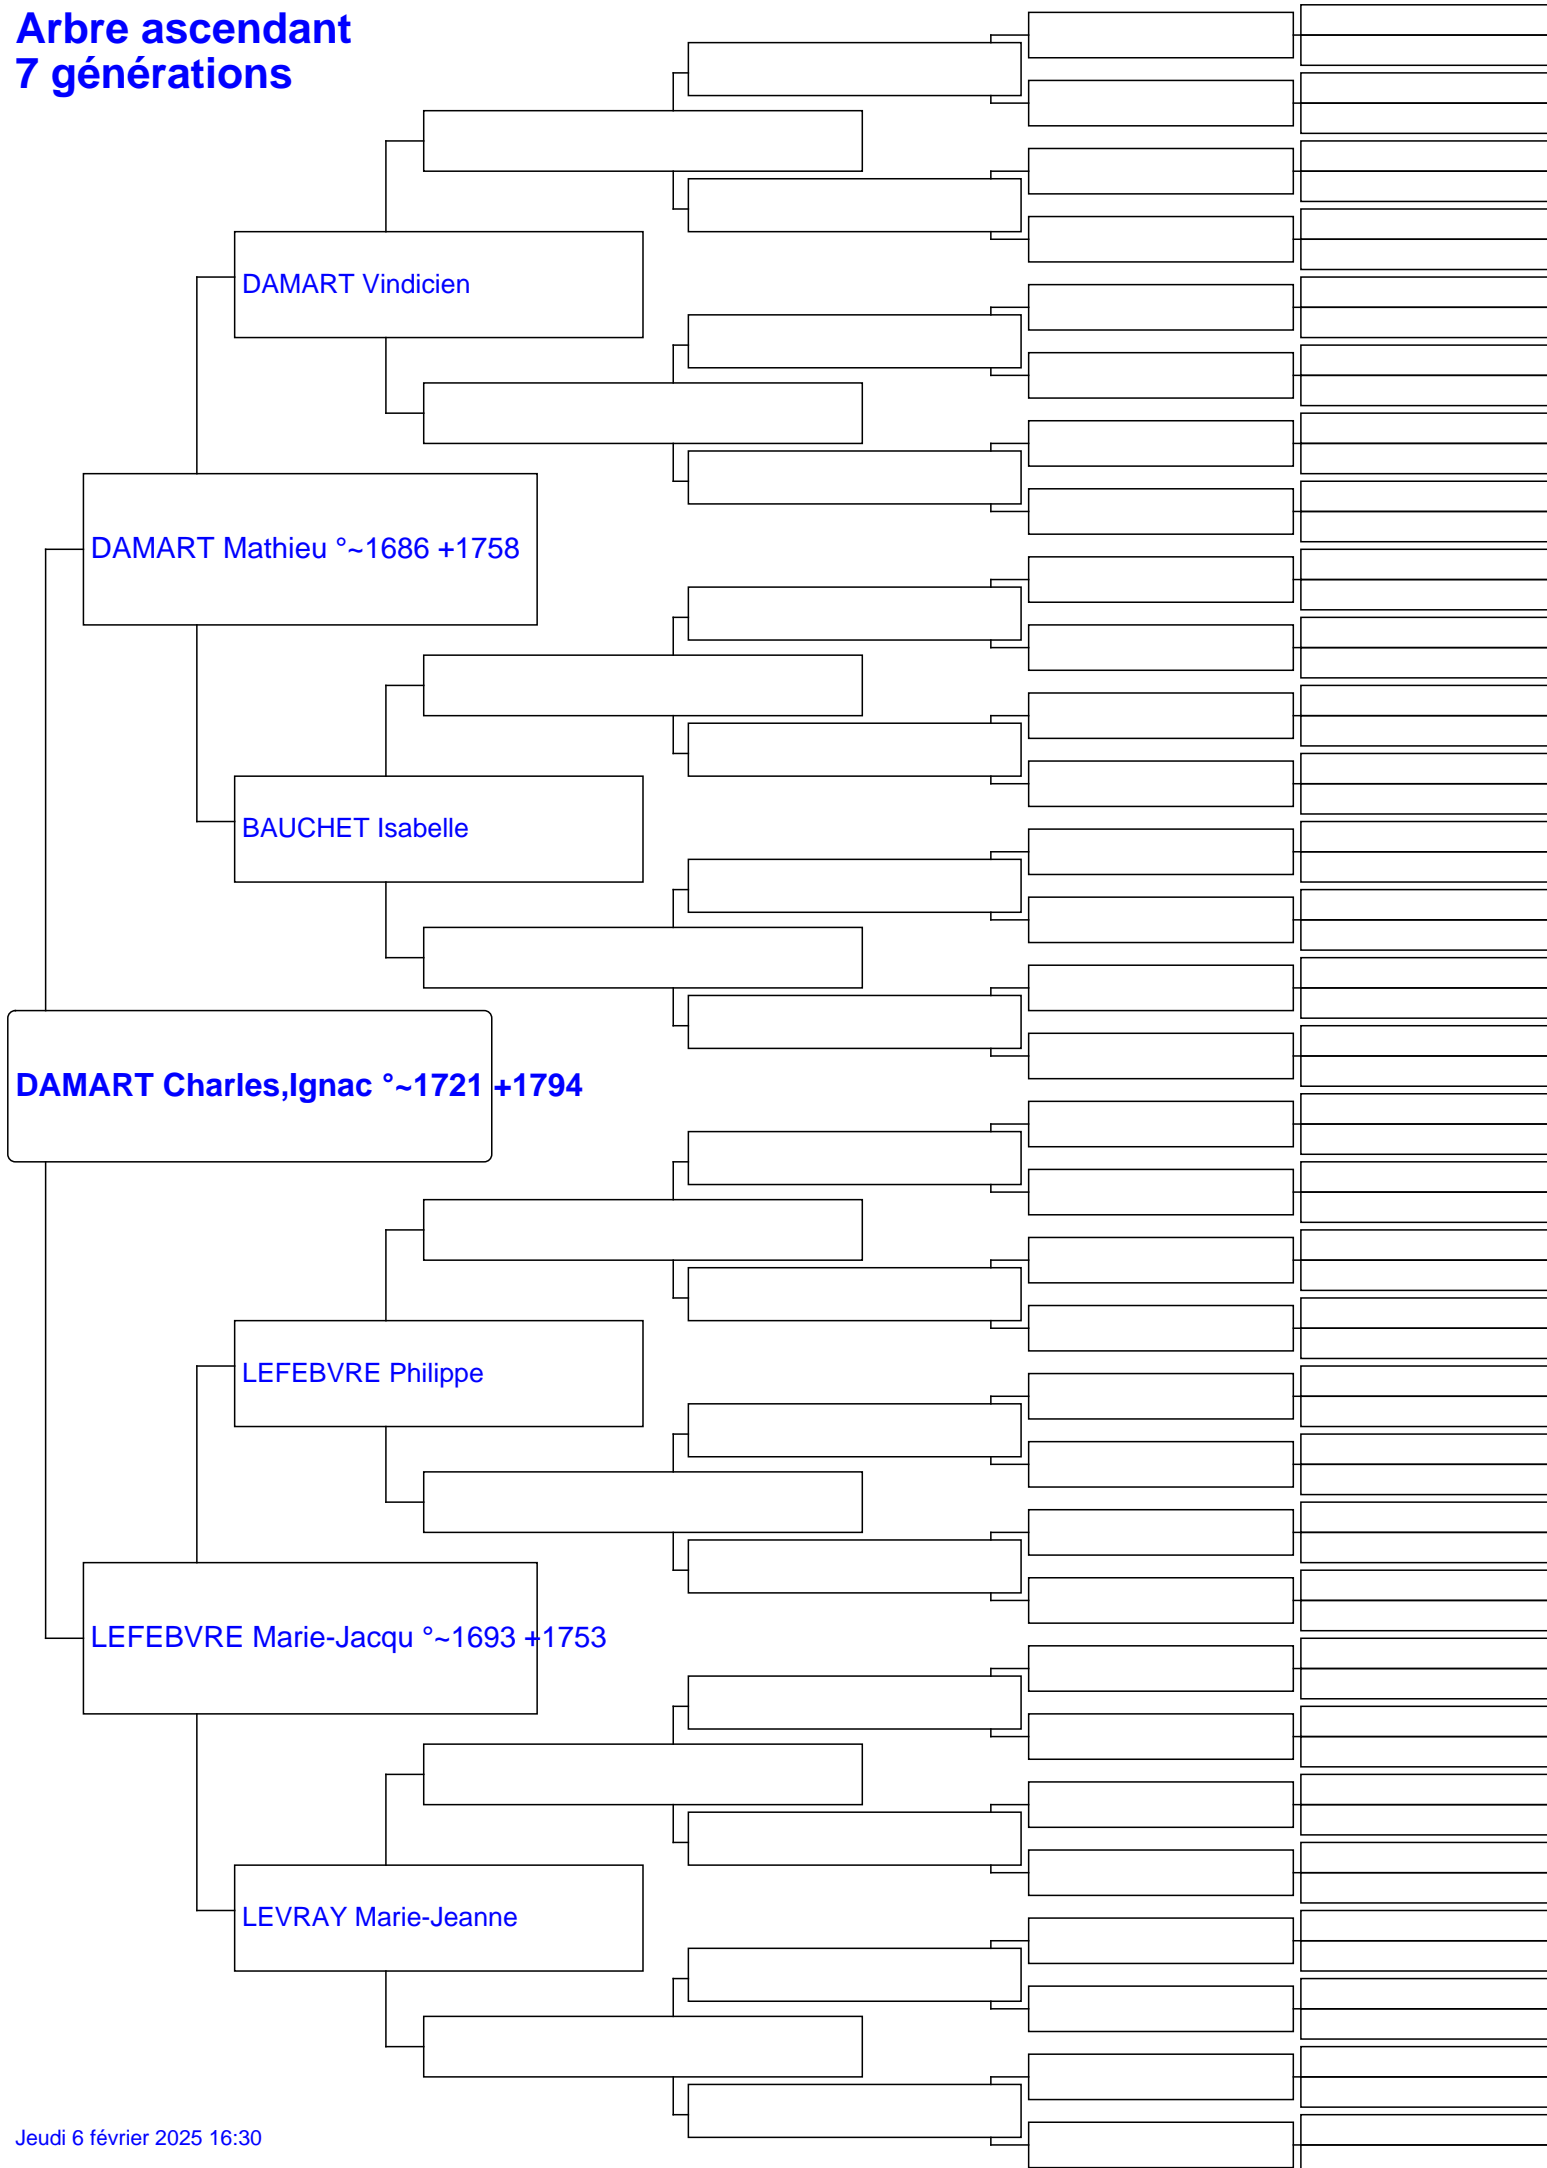 Arbre ascendant
7 générations
DAMART Vindicien
DAMART Mathieu °~1686 +1758
BAUCHET Isabelle
DAMART Charles,Ignac °~1721 +1794
LEFEBVRE Philippe
LEFEBVRE Marie-Jacqu °~1693 +1753
LEVRAY Marie-Jeanne
Jeudi 6 février 2025 16:30